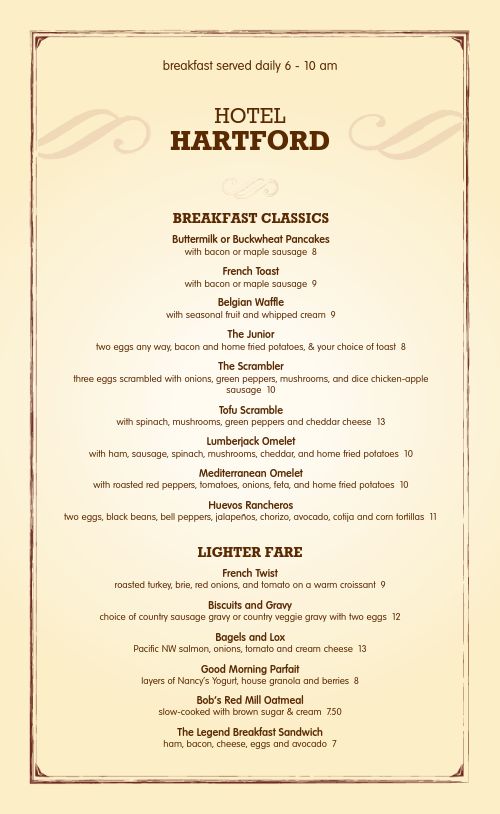 breakfast served daily 6 - 10 am
HOTEL
HARTFORD
BREAKFAST CLASSICS
Buttermilk or Buckwheat Pancakes
with bacon or maple sausage 8
French Toast
with bacon or maple sausage 9
Belgian Waffle
with seasonal fruit and whipped cream 9
The Junior
two eggs any way, bacon and home fried potatoes, & your choice of toast 8
The Scrambler
three eggs scrambled with onions, green peppers, mushrooms, and dice chicken-apple
sausage 10
Tofu Scramble
with spinach, mushrooms, green peppers and cheddar cheese 13
Lumberjack Omelet
with ham, sausage, spinach, mushrooms, cheddar, and home fried potatoes 10
Mediterranean Omelet
with roasted red peppers, tomatoes, onions, feta, and home fried potatoes 10
Huevos Rancheros
two eggs, black beans, bell peppers, jalapeños, chorizo, avocado, cotija and corn tortillas 11
LIGHTER FARE
French Twist
roasted turkey, brie, red onions, and tomato on a warm croissant 9
Biscuits and Gravy
choice of country sausage gravy or country veggie gravy with two eggs 12
Bagels and Lox
Pacific NW salmon, onions, tomato and cream cheese 13
Good Morning Parfait
layers of Nancy's Yogurt, house granola and berries 8
Bob's Red Mill Oatmeal
slow-cooked with brown sugar & cream 7.50
The Legend Breakfast Sandwich
ham, bacon, cheese, eggs and avocado 7